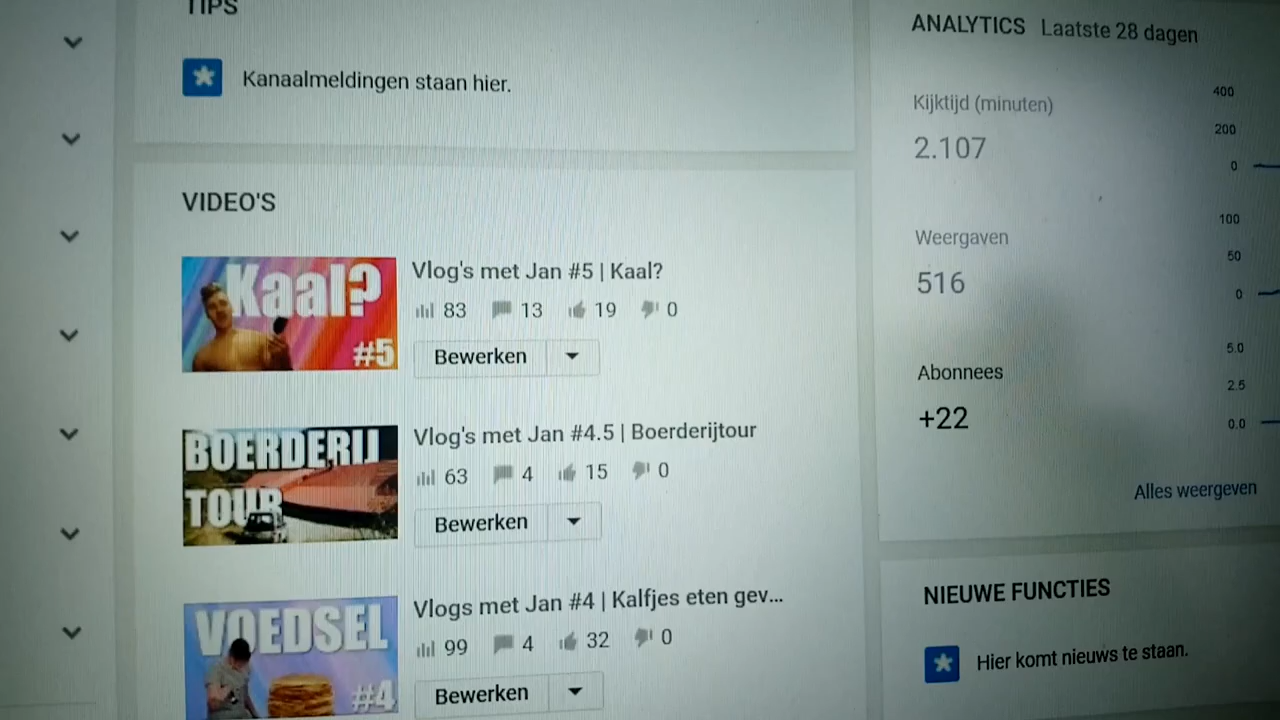 TIPS
Kanaalmeldingen staan hier.
VIDEO'S
Kaal?
#5
Vlog's met Jan #5 | Kaal?
83 13 19 0
Bewerken
BOERDERIJ
TOUR
Vlog's met Jan #4.5 | Boerderijtour
63 4 15 0
Bewerken
VOEDSEL
#4
Vlogs met Jan #4 | Kalfjes eten gev...
99 4 32 0
Bewerken
ANALYTICS Laatste 28 dagen
Kijktijd (minuten)
2.107
400
200
0
Weergaven
516
100
50
0
Abonnees
+22
5.0
2.5
0.0
Alles weergeven
NIEUWE FUNCTIES
Hier komt nieuws te staan.